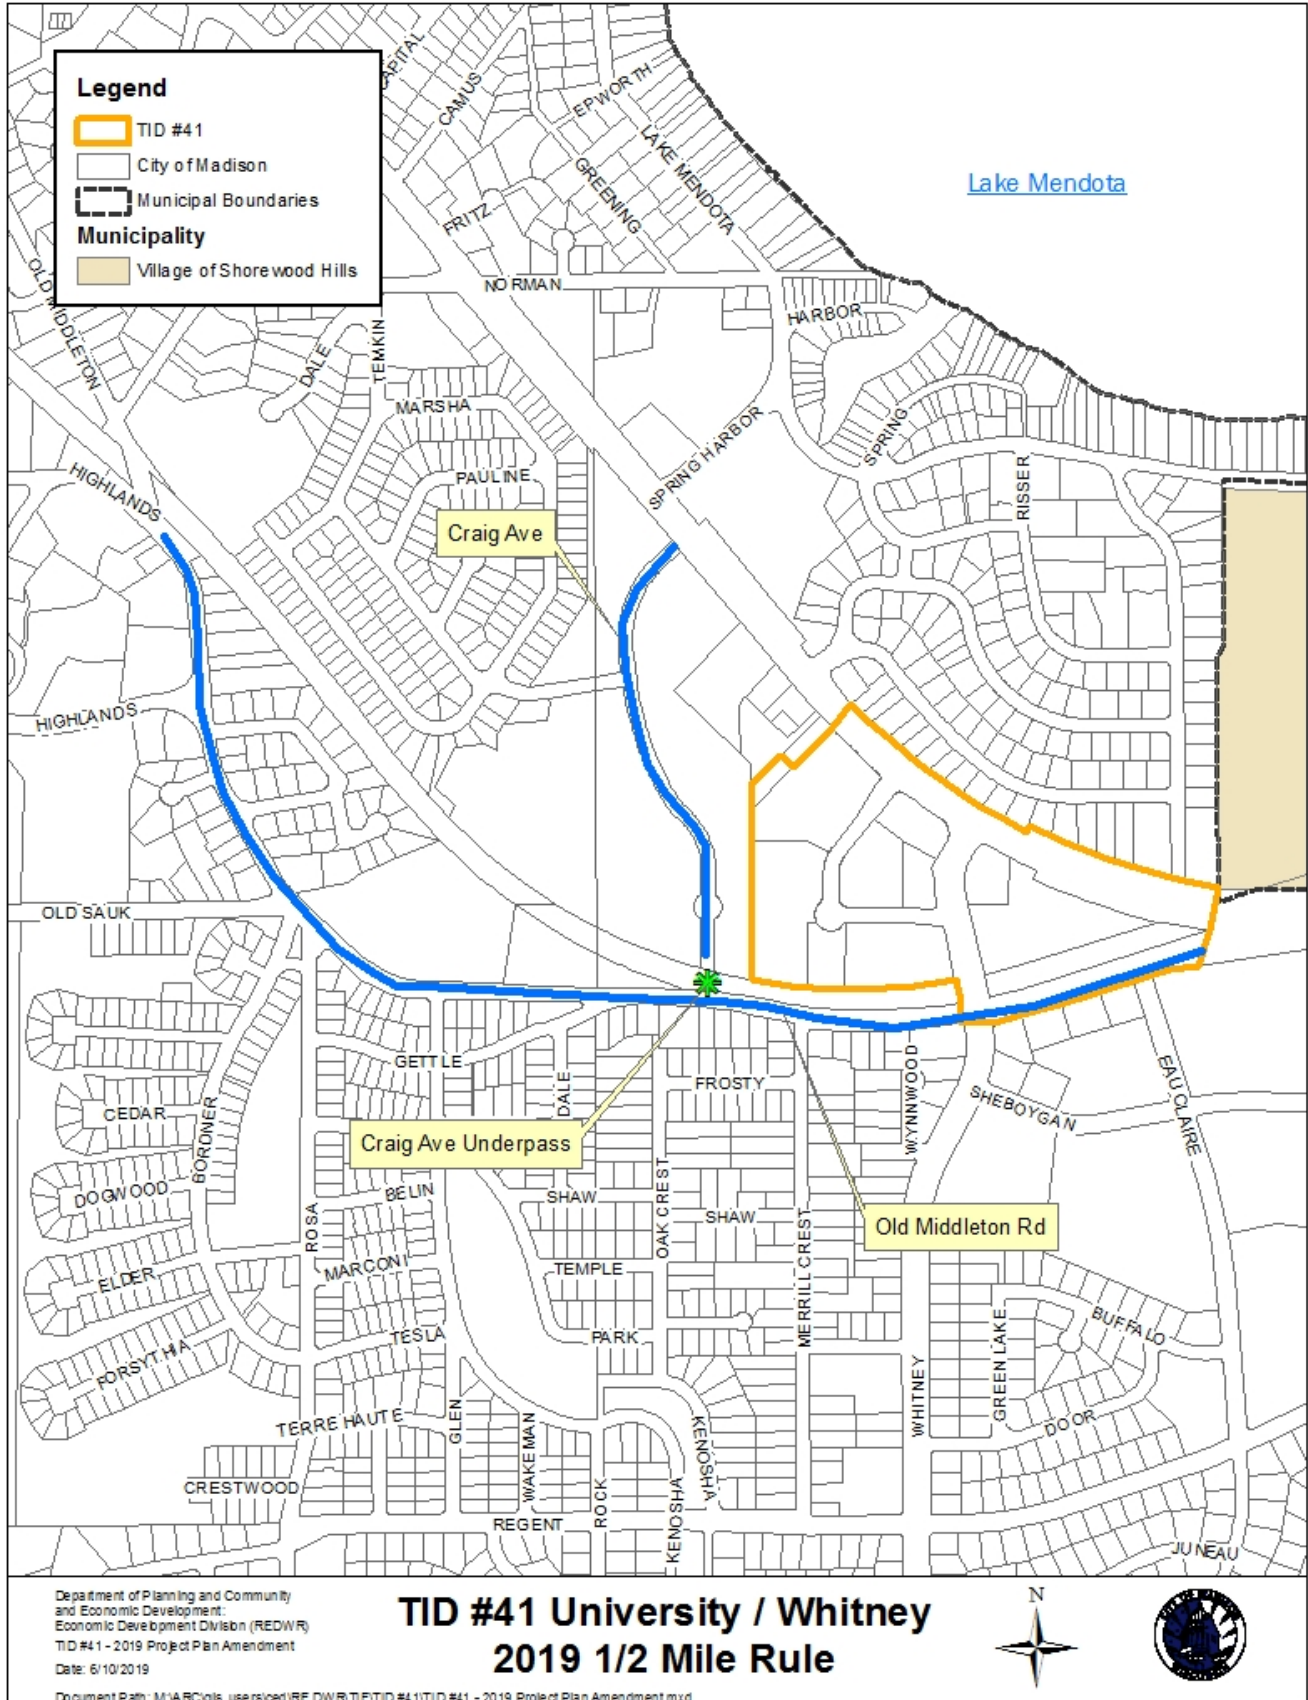 Legend
TID #41
City of Madison
Municipal Boundaries
Municipality
Village of Shorewood Hills
CAMUS
EPWORTH
LAKE MENDOTA
GREENING
FRITZ
NORMAN
Lake Mendota
HARBOR
OLD MIDDLETON
DALE
TEMKIN
MARSHA
PAULINE
SPRING HARBOR
SPRING
RISSER
HIGHLANDS
Craig Ave
HIGHLANDS
OLD SAUK
GETTLE
DALE
FROSTY
WYNNWOOD
SHEBOYGAN
EAU CLAIRE
CEDAR
BORDNER
Craig Ave Underpass
DOGWOOD
BELIN
SHAW
OAK CREST
SHAW
Old Middleton Rd
ROSA
MARCONI
ELDER
TEMPLE
MERRILL CREST
FORSYTHIA
TESLA
PARK
BUFFALO
GREEN LAKE
WHITNEY
DOOR
TERRE HAUTE
GLEN
WAKEMAN
KENOSHA
CRESTWOOD
ROCK
KENOSHA
REGENT
JUNEAU
Department of Planning and Community
and Economic Development:
Economic Development Division (REDWR)
TID #41 - 2019 Project Plan Amendment
Date: 6/10/2019
TID #41 University / Whitney
2019 1/2 Mile Rule
N